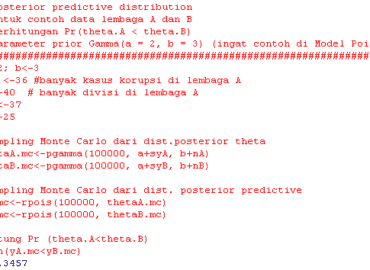 osterior predictive distribution
ntuk contoh data lembaga A dan B
erhitungan Pr(theta.A < theta.B)
arameter prior Gamma(a = 2, b = 3) (ingat contoh di Model Poi
##############################################################
2; b<-3
<-36 #banyak kasus korupsi di lembaga A
-40 # banyak divisi di lembaga A
<-37
-25
mpling Monte Carlo dari dist.posterior theta
taA.mc<-pgamma(100000, a+syA, b+nA)
taB.mc<-pgamma(100000, a+syB, b+nB)
mpling Monte Carlo dari dist. posterior predictive
mc<-rpois(100000, thetaA.mc)
mc<-rpois(100000, thetaB.mc)
tung Pr (theta.A<theta.B)
n(yA.mc<yB.mc)
.3457